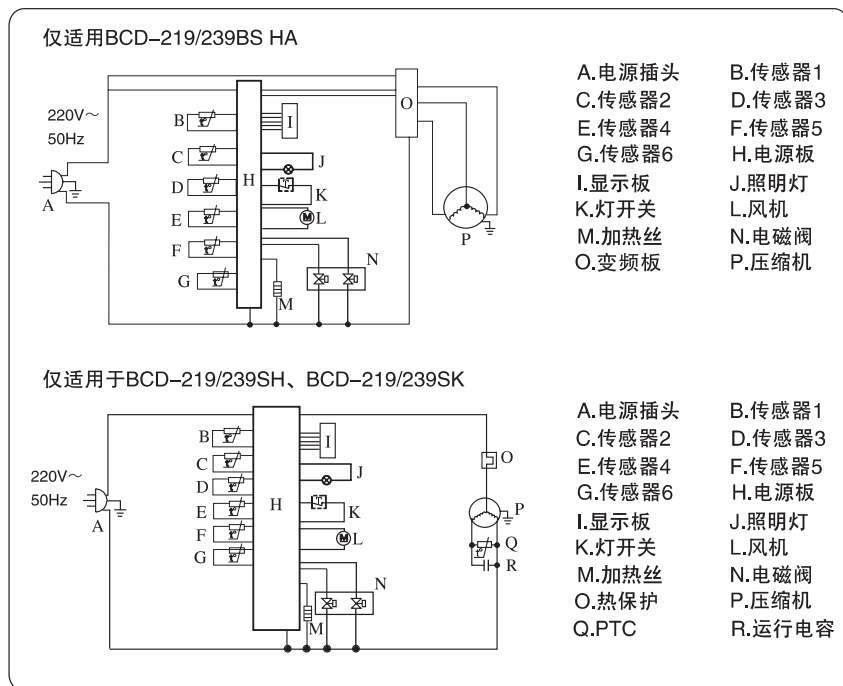 仅适用BCD–219/239BS HA
220V～
50Hz
A
B
C
D
E
F
G
H
I
J
K
L
M
M
N
O
P
A.电源插头 B.传感器1
C.传感器2 D.传感器3
E.传感器4 F.传感器5
G.传感器6 H.电源板
I.显示板 J.照明灯
K.灯开关 L.风机
M.加热丝 N.电磁阀
O.变频板 P.压缩机
仅适用于BCD–219/239SH、BCD–219/239SK
220V～
50Hz
A
B
C
D
E
F
G
H
I
J
K
L
M
M
N
O
P
Q
R
A.电源插头 B.传感器1
C.传感器2 D.传感器3
E.传感器4 F.传感器5
G.传感器6 H.电源板
I.显示板 J.照明灯
K.灯开关 L.风机
M.加热丝 N.电磁阀
O.热保护 P.压缩机
Q.PTC R.运行电容